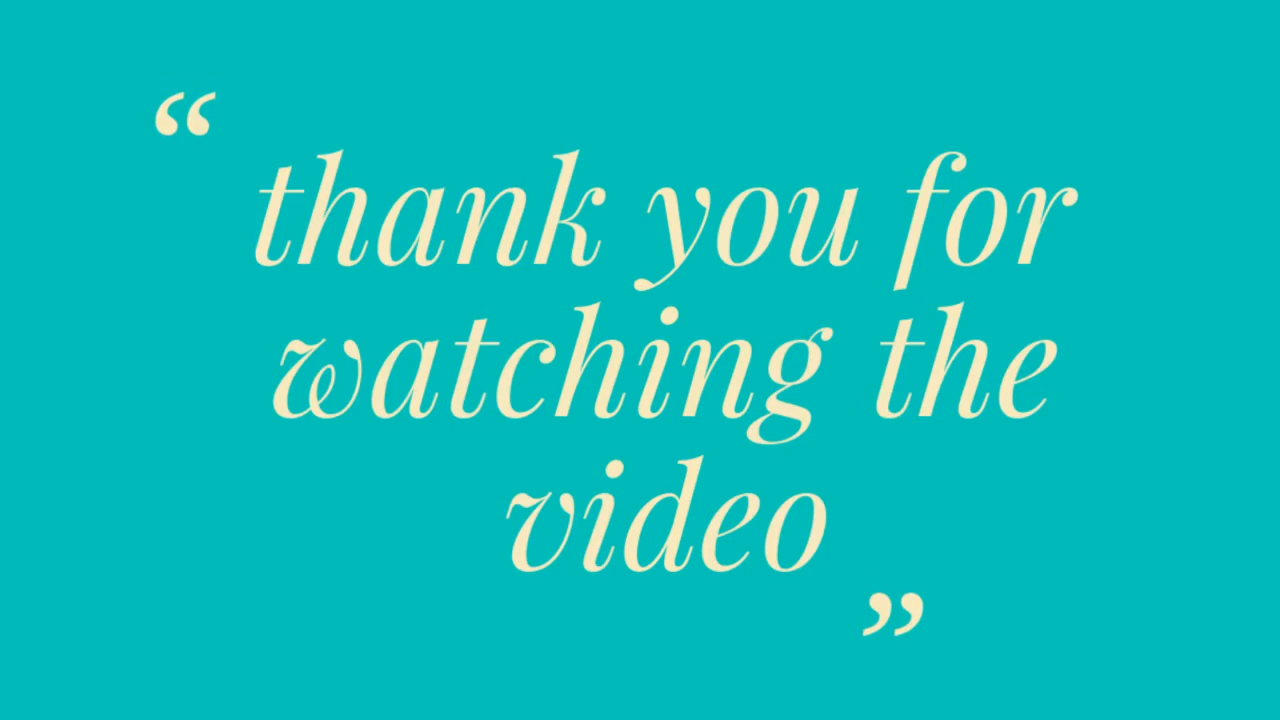 “
thank you for
watching the
video
”